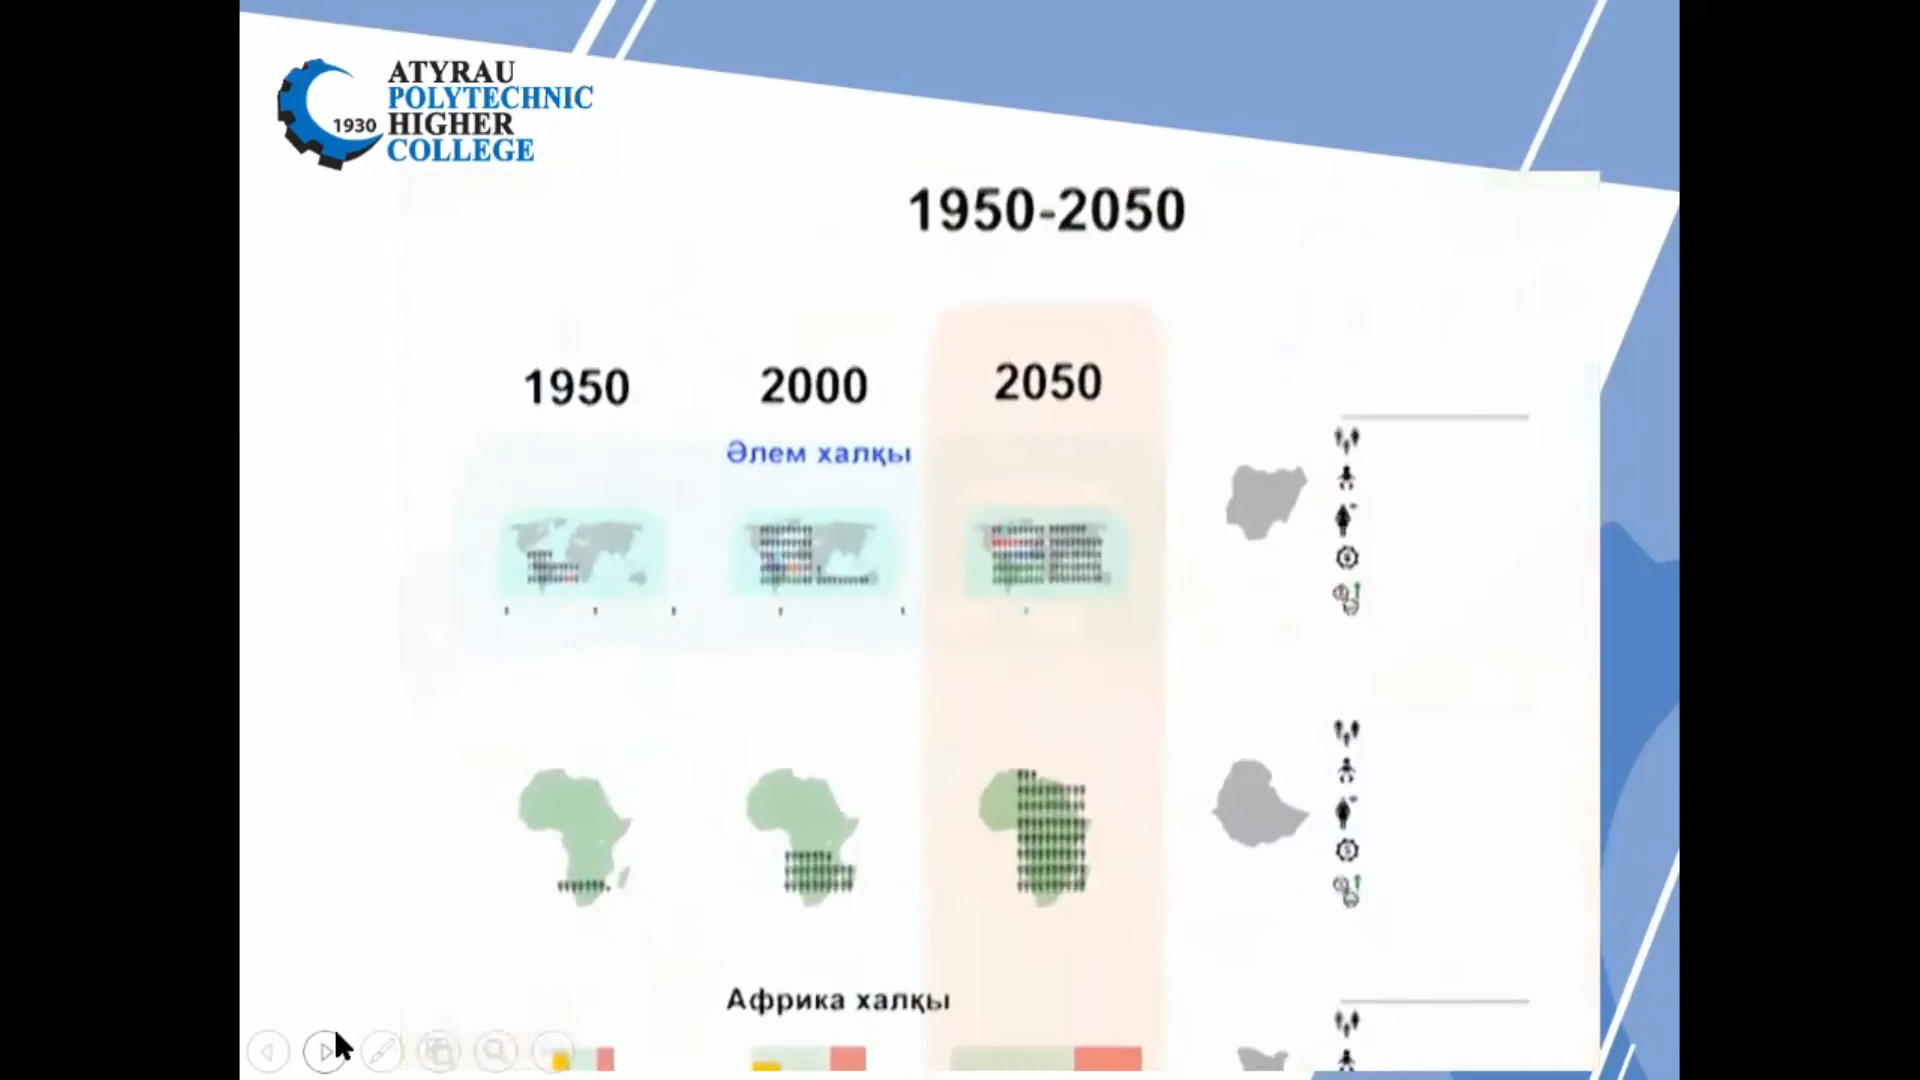 ATYRAU
POLYTECHNIC
1930 HIGHER
COLLEGE
1950-2050
1950 2000 2050
Әлем халқы
Африка халқы